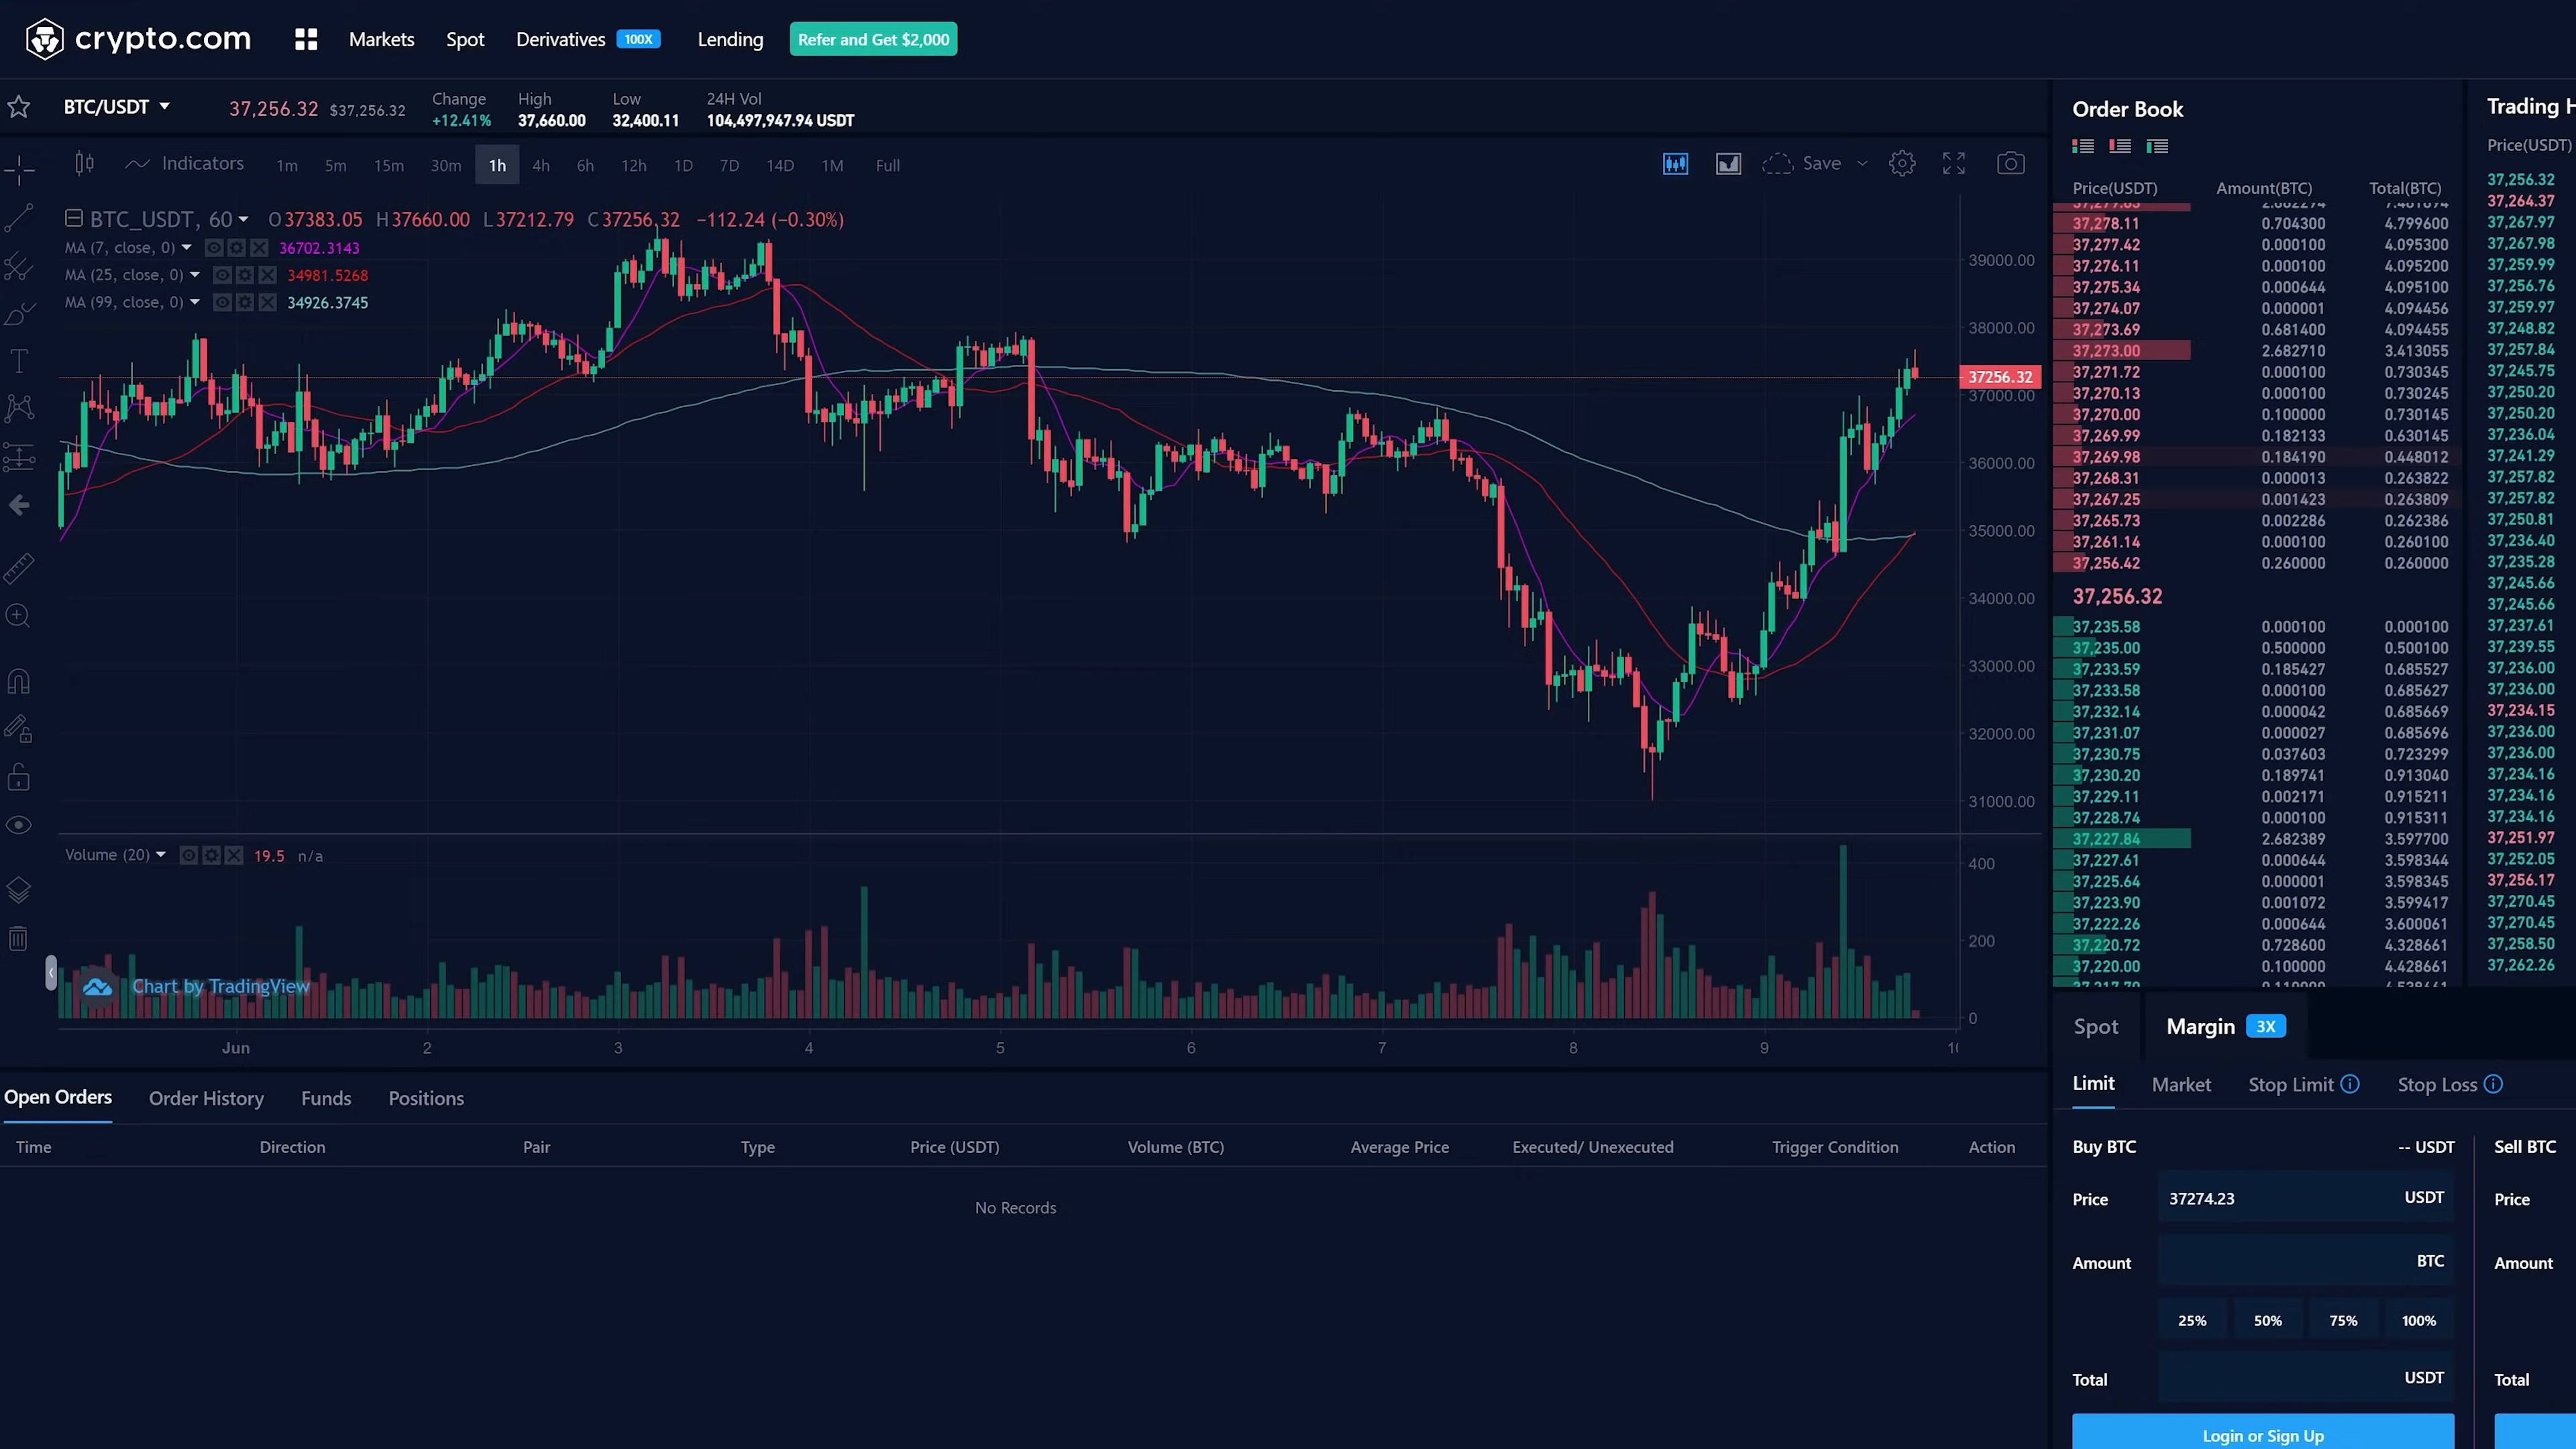 crypto.com Markets Spot Derivatives 100X Lending Refer and Get $2,000
BTC/USDT 37,256.32 $37,256.32
Change High Low 24H Vol
+12.41% 37,660.00 32,400.11 104,497,947.94 USDT
Indicators 1m 5m 15m 30m 1h 4h 6h 12h 1D 7D 14D 1M Full Save
BTC_USDT, 60 O37383.05 H37660.00 L37212.79 C37256.32 −112.24 (−0.30%)
MA (7, close, 0) 36702.3143
MA (25, close, 0) 34981.5268
MA (99, close, 0) 34926.3745
39000.00
38000.00
37256.32
37000.00
36000.00
35000.00
34000.00
33000.00
32000.00
31000.00
Volume (20) 19.5 n/a
400
200
0
Chart by TradingView
Jun 2 3 4 5 6 7 8 9
Open Orders Order History Funds Positions
Time Direction Pair Type Price (USDT) Volume (BTC) Average Price Executed/ Unexecuted Trigger Condition Action
No Records
Order Book
Price(USDT) Amount(BTC) Total(BTC)
37,278.11 0.704300 4.799600
37,277.42 0.000100 4.095300
37,276.11 0.000100 4.095200
37,275.34 0.000644 4.095100
37,274.07 0.000001 4.094456
37,273.69 0.681400 4.094455
37,273.00 2.682710 3.413055
37,271.72 0.000100 0.730345
37,270.13 0.000100 0.730245
37,270.00 0.100000 0.730145
37,269.99 0.182133 0.630145
37,269.98 0.184190 0.448012
37,268.31 0.000013 0.263822
37,267.25 0.001423 0.263809
37,265.73 0.002286 0.262386
37,261.14 0.000100 0.260100
37,256.42 0.260000 0.260000
37,256.32
37,235.58 0.000100 0.000100
37,235.00 0.500000 0.500100
37,233.59 0.185427 0.685527
37,233.58 0.000100 0.685627
37,232.14 0.000042 0.685669
37,231.07 0.000027 0.685696
37,230.75 0.037603 0.723299
37,230.20 0.189741 0.913040
37,229.11 0.002171 0.915211
37,228.74 0.000100 0.915311
37,227.84 2.682389 3.597700
37,227.61 0.000644 3.598344
37,225.64 0.000001 3.598345
37,223.90 0.001072 3.599417
37,222.26 0.000644 3.600061
37,220.72 0.728600 4.328661
37,220.00 0.100000 4.428661
Trading
Price(USDT)
37,256.32
37,264.37
37,267.97
37,267.98
37,259.99
37,256.76
37,259.97
37,248.82
37,257.84
37,245.75
37,250.20
37,250.20
37,236.04
37,241.29
37,257.82
37,257.82
37,250.81
37,236.40
37,235.28
37,245.66
37,245.66
37,237.61
37,239.55
37,236.00
37,236.00
37,234.15
37,236.00
37,236.00
37,234.16
37,234.16
37,234.16
37,251.97
37,252.05
37,256.17
37,270.45
37,270.45
37,258.50
37,262.26
Spot Margin 3X
Limit Market Stop Limit Stop Loss
Buy BTC -- USDT
Price 37274.23 USDT
Amount BTC
25% 50% 75% 100%
Total USDT
Login or Sign Up
Sell BTC
Price
Amount
Total